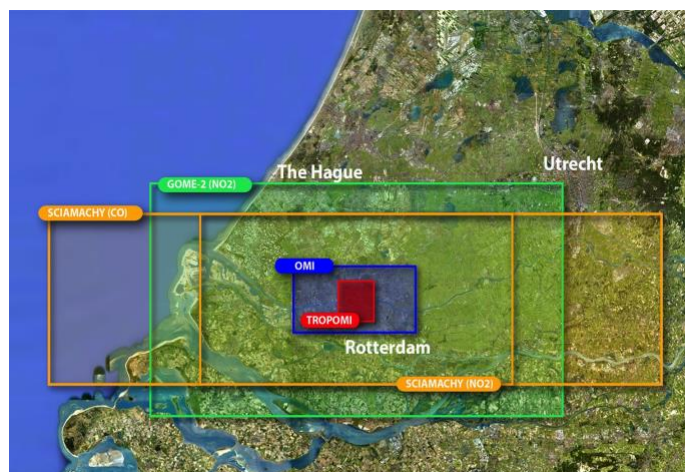 Utrecht
The Hague
GOME-2 (NO2)
SCIAMACHY (CO)
OMI
TROPOMI
Rotterdam
SCIAMACHY (NO2)